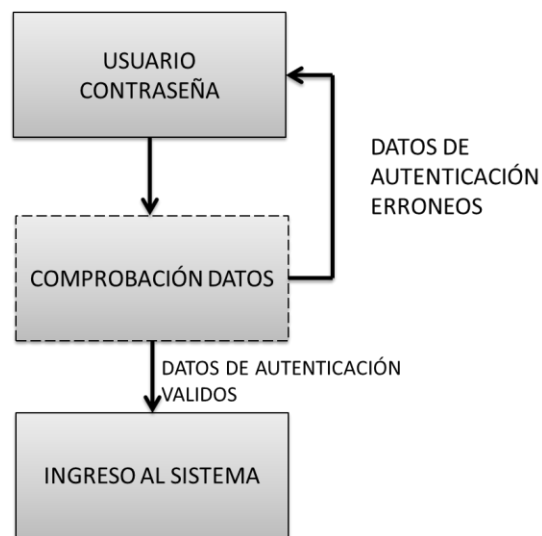 USUARIO
CONTRASEÑA
DATOS DE
AUTENTICACIÓN
ERRONEOS
COMPROBACIÓN DATOS
DATOS DE AUTENTICACIÓN
VALIDOS
INGRESO AL SISTEMA